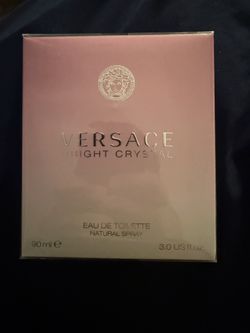 VERSACE
BRIGHT CRYSTAL
EAU DE TOILETTE
NATURAL SPRAY
90 ml e 3.0 US fl. oz.